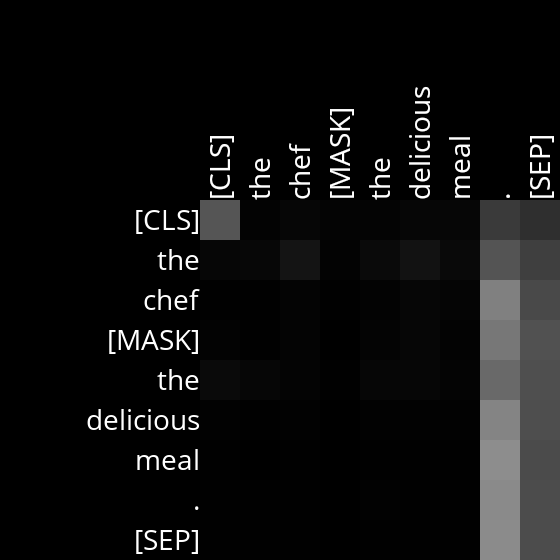 [CLS] the chef [MASK] the delicious meal . [SEP]
[CLS]
the
chef
[MASK]
the
delicious
meal
.
[SEP]